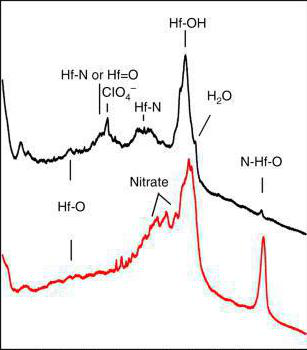 Hf-OH
Hf-N or Hf=O
ClO₄⁻
Hf-N
H₂O
N-Hf-O
Nitrate
Hf-O